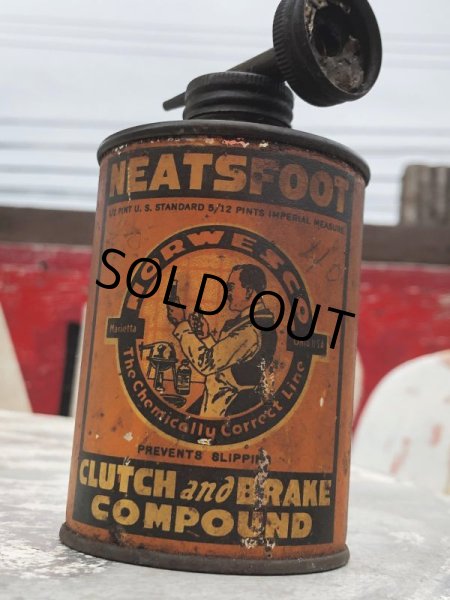 NEATSFOOT
1/2 PINT U. S. STANDARD 5/12 PINTS IMPERIAL MEASURE
NORWESCO
SOLD OUT
Marietta
The Chemically Correct Line
PREVENTS SLIPPING
CLUTCH and BRAKE
COMPOUND